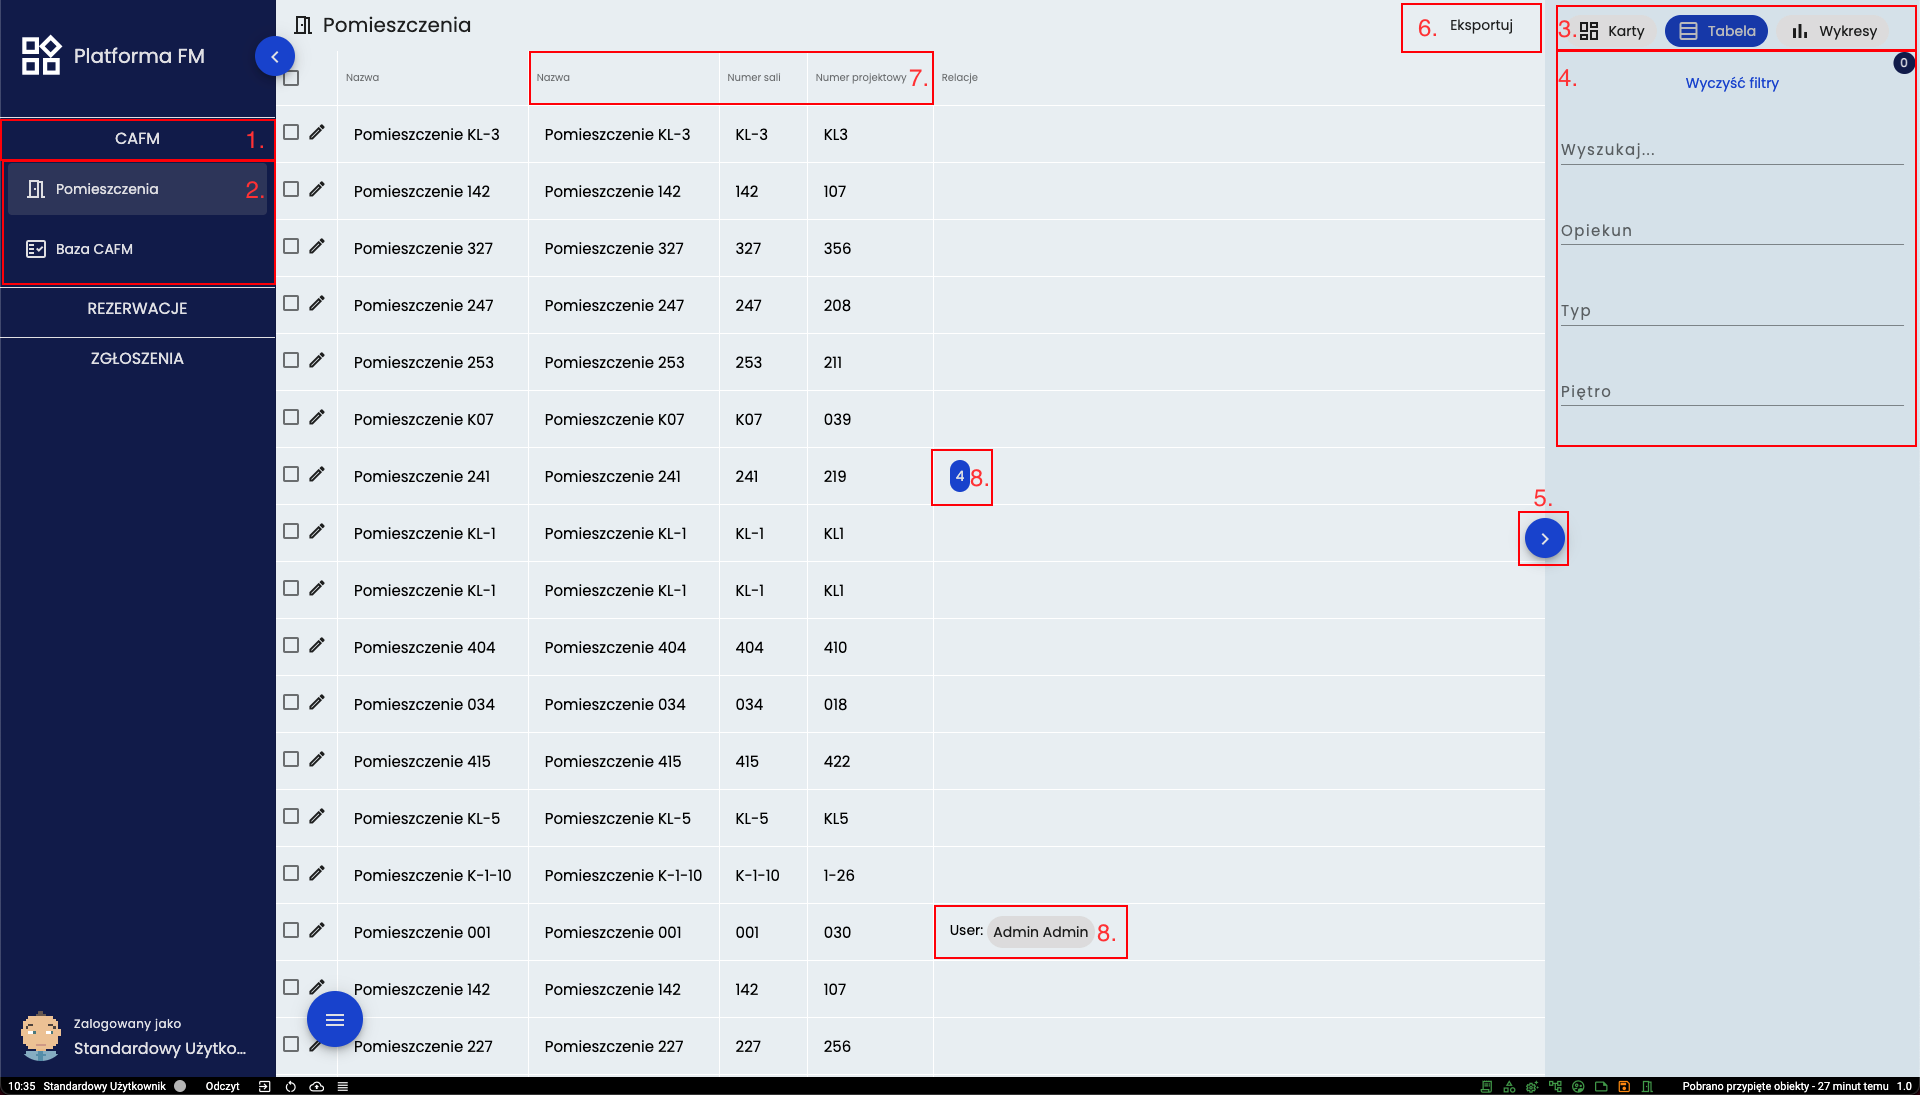 Platforma FM
CAFM 1.
Pomieszczenia 2.
Baza CAFM
REZERWACJE
ZGŁOSZENIA
Zalogowany jako
Standardowy Użytko...
Pomieszczenia
6. Eksportuj
Nazwa Nazwa Numer sali Numer projektowy 7. Relacje
Pomieszczenie KL-3 Pomieszczenie KL-3 KL-3 KL3
Pomieszczenie 142 Pomieszczenie 142 142 107
Pomieszczenie 327 Pomieszczenie 327 327 356
Pomieszczenie 247 Pomieszczenie 247 247 208
Pomieszczenie 253 Pomieszczenie 253 253 211
Pomieszczenie K07 Pomieszczenie K07 K07 039
Pomieszczenie 241 Pomieszczenie 241 241 219 4 8.
Pomieszczenie KL-1 Pomieszczenie KL-1 KL-1 KL1
Pomieszczenie KL-1 Pomieszczenie KL-1 KL-1 KL1
Pomieszczenie 404 Pomieszczenie 404 404 410
Pomieszczenie 034 Pomieszczenie 034 034 018
Pomieszczenie 415 Pomieszczenie 415 415 422
Pomieszczenie KL-5 Pomieszczenie KL-5 KL-5 KL5
Pomieszczenie K-1-10 Pomieszczenie K-1-10 K-1-10 1-26
Pomieszczenie 001 Pomieszczenie 001 001 030 User: Admin Admin 8.
Pomieszczenie 142 Pomieszczenie 142 142 107
Pomieszczenie 227 Pomieszczenie 227 227 256
3. Karty Tabela Wykresy
0
4. Wyczyść filtry
Wyszukaj...
Opiekun
Typ
Piętro
5.
10:35 Standardowy Użytkownik Odczyt Pobrano przypięte obiekty - 27 minut temu 1.0